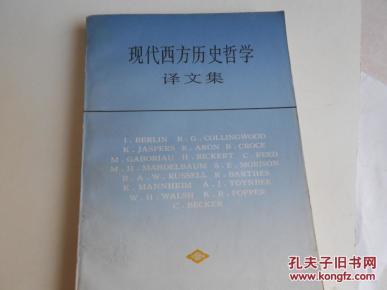 现代西方历史哲学
译文集
I. BERLIN R. G. COLLINGWOOD
K. JASPERS R. ARON B. CROCE
M. GABORIAU H. RICKERT C. REED
M. H. MANDELBAUM S. E. MORISON
B. A. W. RUSSELL R. BARTHES
K. MANNHEIM A. J. TOYNBEE
W. H. WALSH K. R. POPPER
C. BECKER
孔夫子旧书网